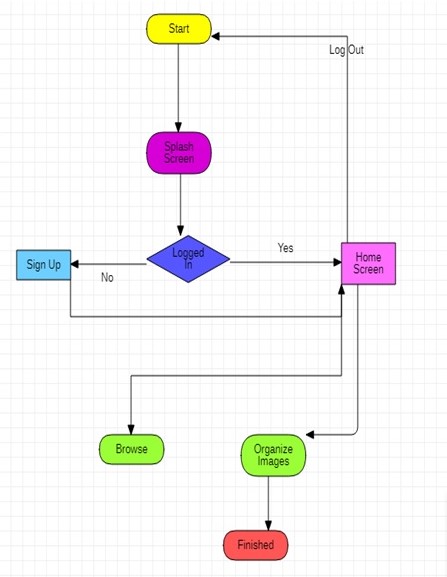 Start
Log Out
Splash
Screen
Logged
In
Yes
Home
Screen
Sign Up
No
Browse
Organize
Images
Finished